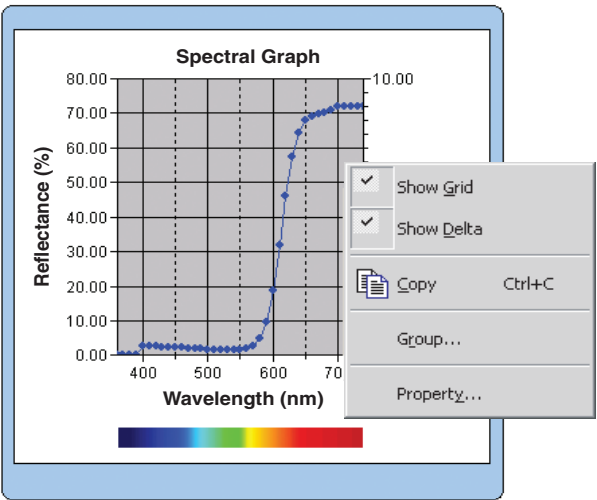 Spectral Graph
80.00
70.00
60.00
50.00
40.00
30.00
20.00
10.00
0.00
10.00
Reflectance (%)
400
500
600
70
Wavelength (nm)
Show Grid
Show Delta
Copy Ctrl+C
Group...
Property...